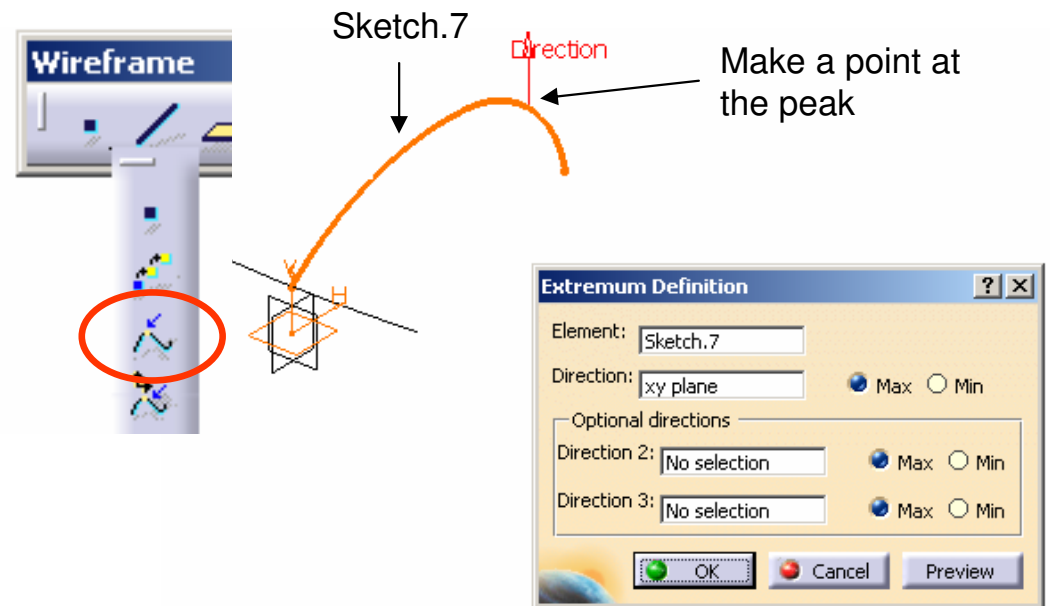 Sketch.7
Wireframe
Direction
Make a point at
the peak
V
H
Extremum Definition
Element: Sketch.7
Direction: xy plane Max Min
Optional directions
Direction 2: No selection Max Min
Direction 3: No selection Max Min
OK Cancel Preview